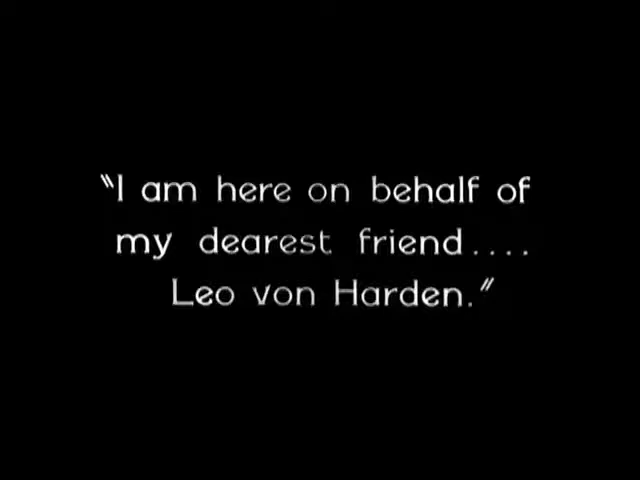 "I am here on behalf of
my dearest friend....
Leo von Harden."